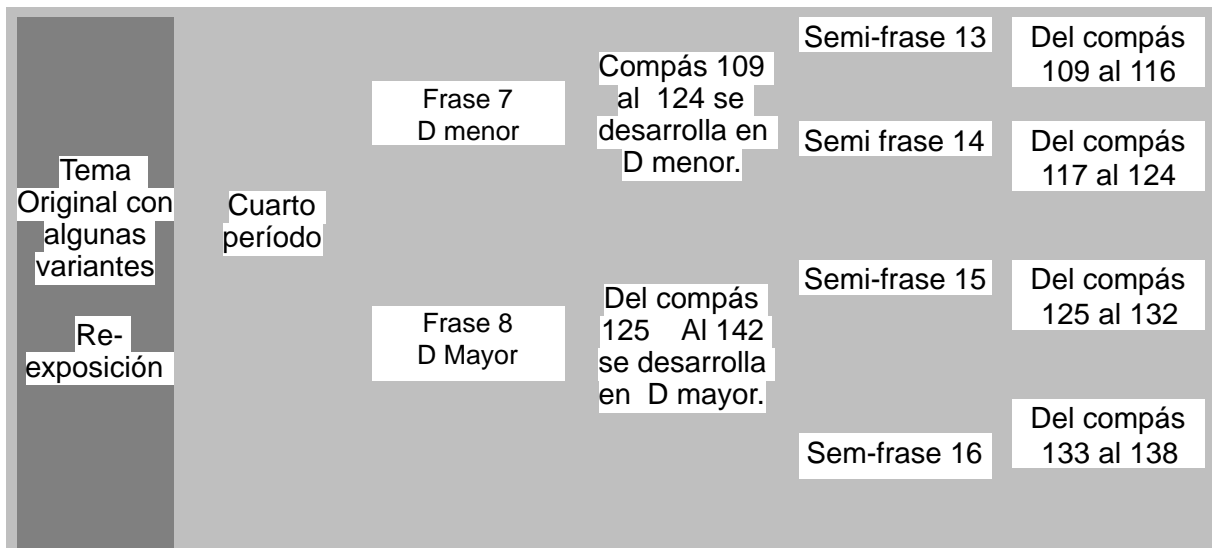 Tema
Original con
algunas
variantes
Re-
exposición
Cuarto
período
Frase 7
D menor
Compás 109
al 124 se
desarrolla en
D menor.
Semi-frase 13
Del compás
109 al 116
Semi frase 14
Del compás
117 al 124
Frase 8
D Mayor
Del compás
125 Al 142
se desarrolla
en D mayor.
Semi-frase 15
Del compás
125 al 132
Sem-frase 16
Del compás
133 al 138